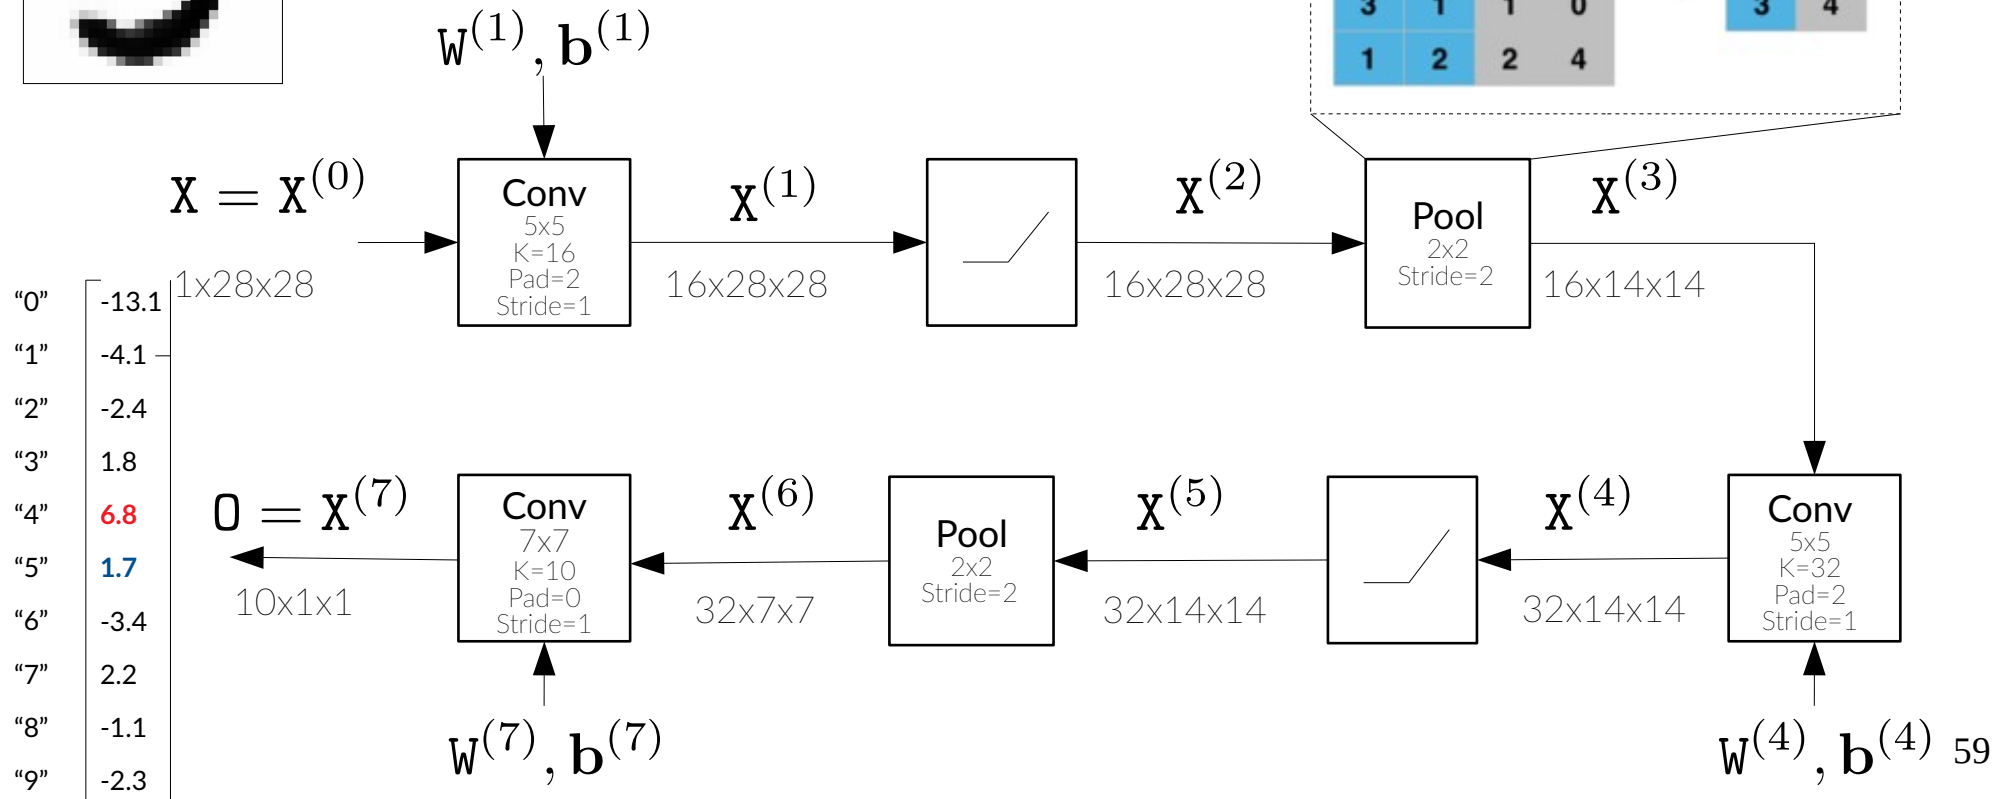 3 1 1 0 3 4
1 2 2 4
W^(1), b^(1)
X = X^(0)
1x28x28
Conv
5x5
K=16
Pad=2
Stride=1
X^(1)
16x28x28
X^(2)
16x28x28
Pool
2x2
Stride=2
X^(3)
16x14x14
Conv
5x5
K=32
Pad=2
Stride=1
W^(4), b^(4)
X^(4)
32x14x14
X^(5)
32x14x14
Pool
2x2
Stride=2
X^(6)
32x7x7
Conv
7x7
K=10
Pad=0
Stride=1
W^(7), b^(7)
O = X^(7)
10x1x1
“0” -13.1
“1” -4.1
“2” -2.4
“3” 1.8
“4” 6.8
“5” 1.7
“6” -3.4
“7” 2.2
“8” -1.1
“9” -2.3
59